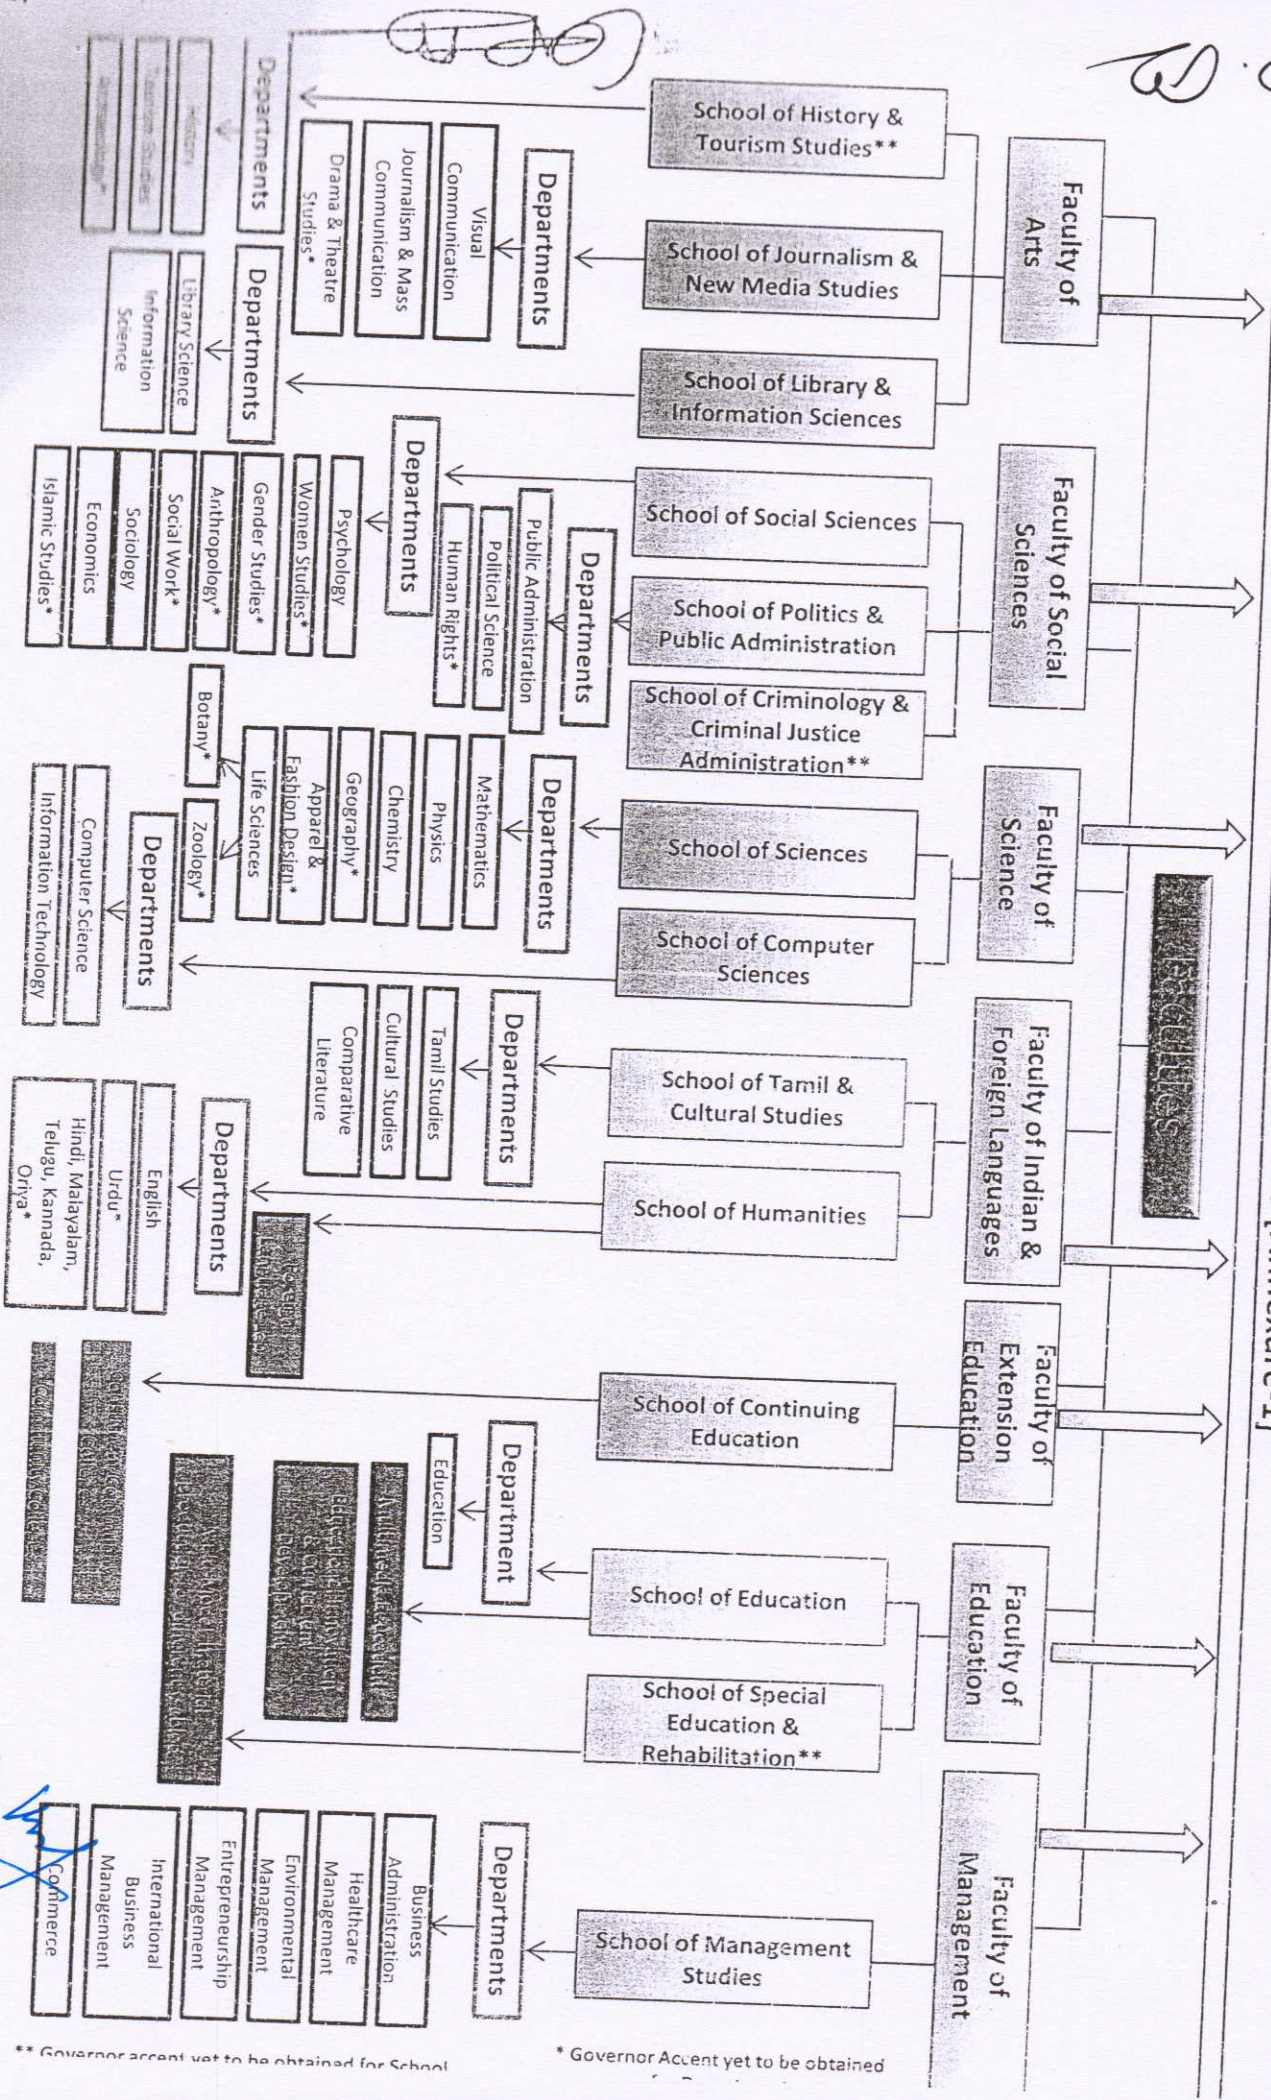 Faculty of
Arts
Faculty of Social
Sciences
Faculty of
Science
Faculty of Indian &
Foreign Languages
Faculty of
Extension
Education
Faculty of
Education
Faculty of
Management
School of History &
Tourism Studies**
School of Journalism &
New Media Studies
School of Library &
Information Sciences
School of Social Sciences
School of Politics &
Public Administration
School of Criminology &
Criminal Justice
Administration**
School of Sciences
School of Computer
Sciences
School of Tamil &
Cultural Studies
School of Humanities
School of Continuing
Education
School of Education
School of Special
Education &
Rehabilitation**
School of Management
Studies
Departments
History
Tourism Studies
Departments
Visual
Communication
Journalism & Mass
Communication
Drama & Theatre
Studies*
Departments
Library Science
Information
Science
Departments
Psychology
Women Studies*
Gender Studies*
Anthropology*
Social Work*
Sociology
Economics
Islamic Studies*
Departments
Public Administration
Political Science
Human Rights*
Departments
Mathematics
Physics
Chemistry
Geography*
Apparel &
Fashion Design*
Life Sciences
Botany*
Zoology*
Departments
Computer Science
Information Technology
Departments
Tamil Studies
Cultural Studies
Comparative
Literature
Departments
English
Urdu*
Hindi, Malayalam,
Telugu, Kannada,
Oriya*
Department
Education
Departments
Business
Administration
Healthcare
Management
Environmental
Management
Entrepreneurship
Management
International
Business
Management
Commerce
* Governor Accent yet to be obtained
** Governor accent yet to be obtained for School